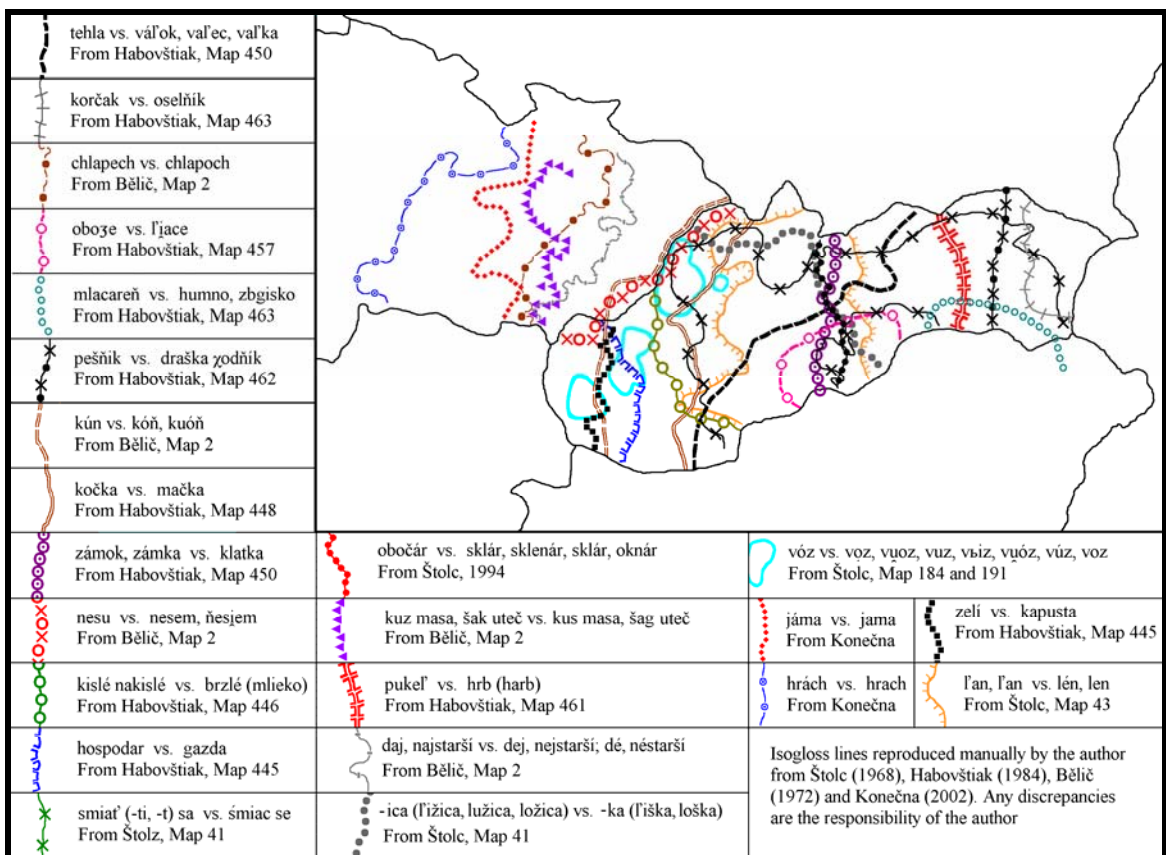 tehla vs. váľok, vaľec, vaľka
From Habovštiak, Map 450
korčak vs. oselňik
From Habovštiak, Map 463
chlapech vs. chlapoch
From Bělič, Map 2
oboʒe vs. ľi̯ace
From Habovštiak, Map 457
mlacareň vs. humno, zbgisko
From Habovštiak, Map 463
pešňik vs. draška χodňík
From Habovštiak, Map 462
kún vs. kóň, kuóň
From Bělič, Map 2
kočka vs. mačka
From Habovštiak, Map 448
zámok, zámka vs. klatka
From Habovštiak, Map 450
nesu vs. nesem, ňesi̯em
From Bělič, Map 2
kislé nakislé vs. brzlé (mlieko)
From Habovštiak, Map 446
hospodar vs. gazda
From Habovštiak, Map 445
smiať (-ti, -t) sa vs. śmiac se
From Štolz, Map 41
obočár vs. sklár, sklenár, sklár, oknár
From Štolc, 1994
kuz masa, šak uteč vs. kus masa, šag uteč
From Bělič, Map 2
pukeľ vs. hrb (harb)
From Habovštiak, Map 461
daj, najstarší vs. dej, nejstarší; dé, néstarší
From Bělič, Map 2
-ica (ľižica, lužica, ložica) vs. -ka (ľiška, loška)
From Štolc, Map 41
vóz vs. vo̭z, vu̯oz, vuz, vьiz, vu̯óz, vúz, voz
From Štolc, Map 184 and 191
jáma vs. jama
From Konečna
zelí vs. kapusta
From Habovštiak, Map 445
hrách vs. hrach
From Konečna
ľan, ľan vs. lén, len
From Štolc, Map 43
Isogloss lines reproduced manually by the author
from Štolc (1968), Habovštiak (1984), Bělič
(1972) and Konečna (2002). Any discrepancies
are the responsibility of the author